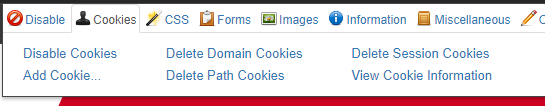 Disable Cookies CSS Forms Images Information Miscellaneous
Disable Cookies Delete Domain Cookies Delete Session Cookies
Add Cookie... Delete Path Cookies View Cookie Information